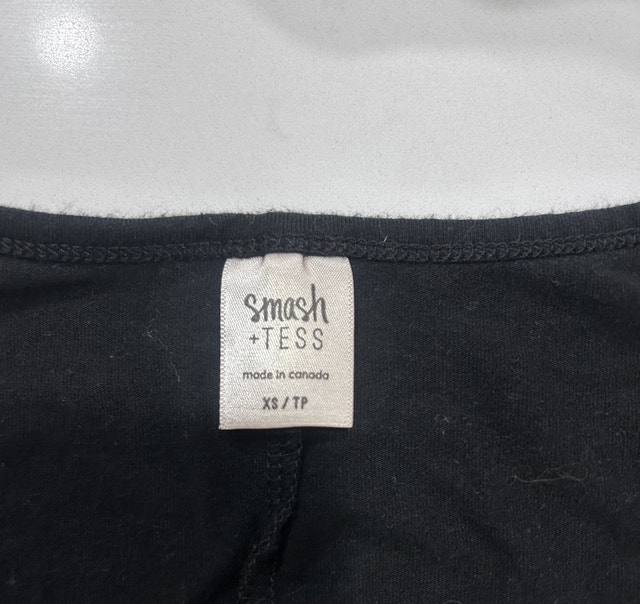 smash
+TESS
made in canada
XS / TP